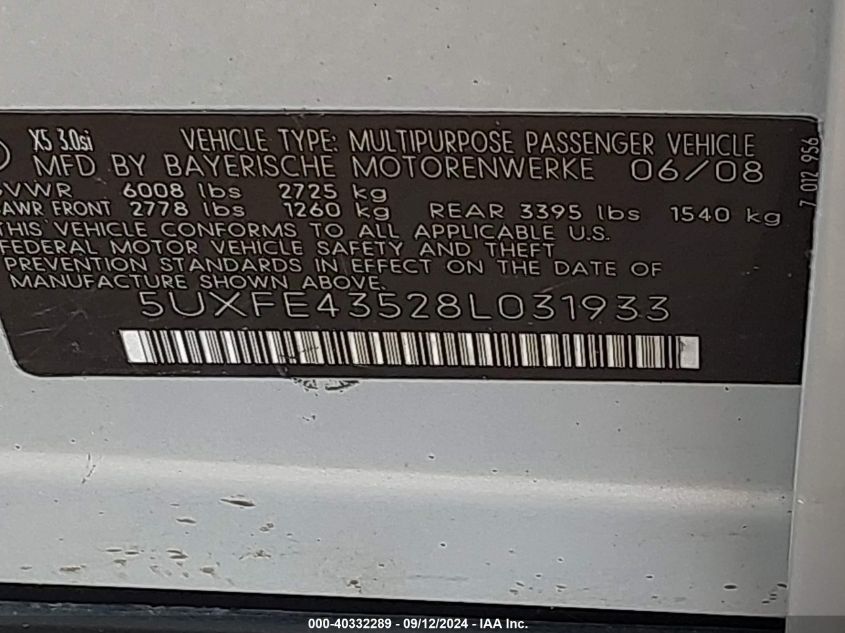 X5 3.0si VEHICLE TYPE: MULTIPURPOSE PASSENGER VEHICLE
MFD BY BAYERISCHE MOTORENWERKE 06/08
GVWR 6008 lbs 2725 kg
GAWR FRONT 2778 lbs 1260 kg REAR 3395 lbs 1540 kg
THIS VEHICLE CONFORMS TO ALL APPLICABLE U.S.
FEDERAL MOTOR VEHICLE SAFETY AND THEFT
PREVENTION STANDARDS IN EFFECT ON THE DATE OF
MANUFACTURE SHOWN ABOVE.
5UXFE43528L031933
7 012 956
000-40332289 - 09/12/2024 - IAA Inc.